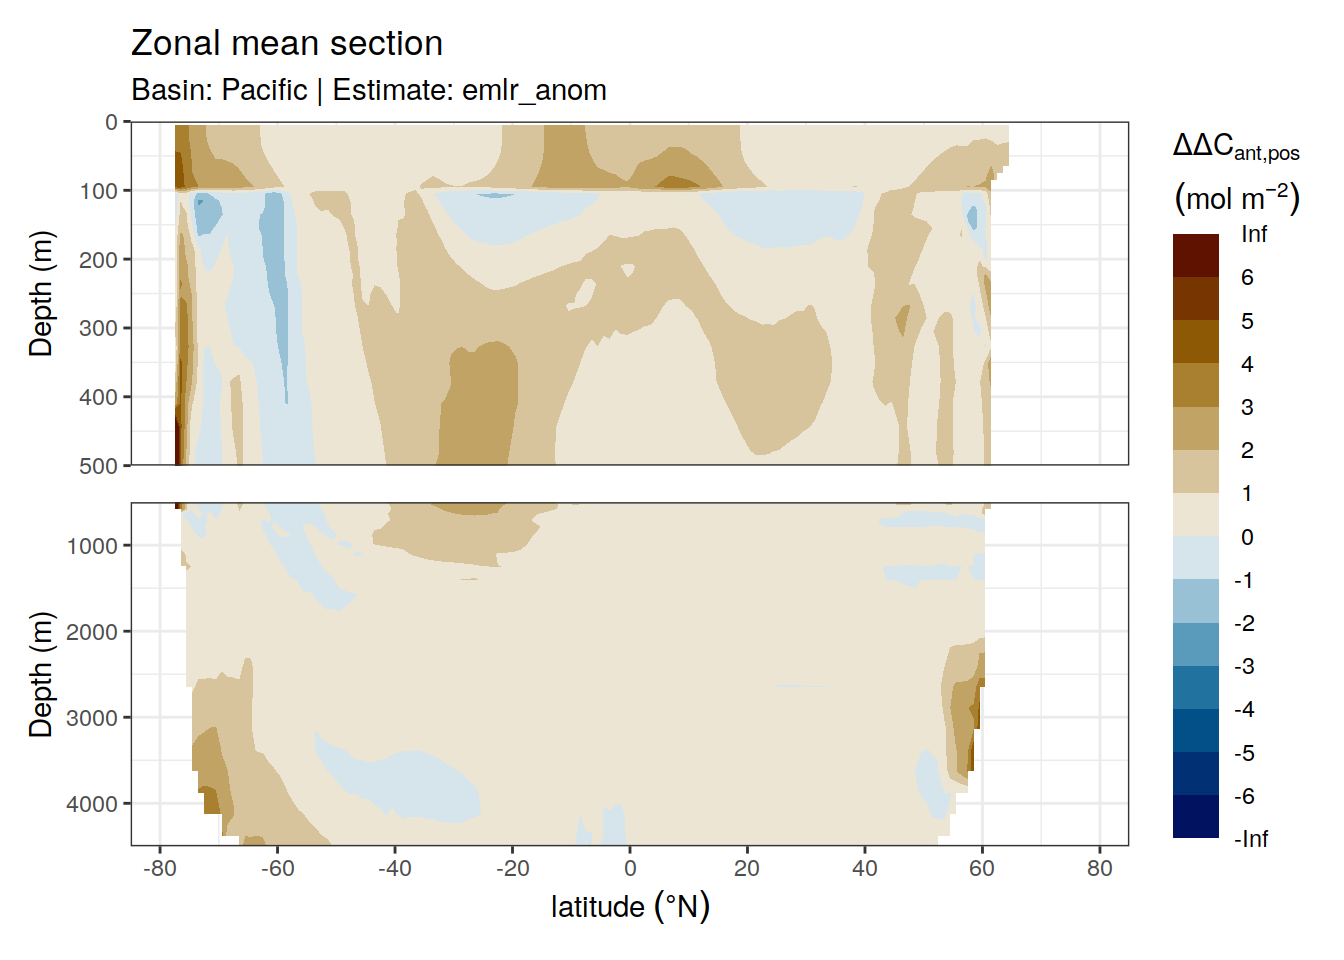 Zonal mean section
Basin: Pacific | Estimate: emlr_anom
0
100
200
300
400
500
Depth (m)
1000
2000
3000
4000
Depth (m)
-80 -60 -40 -20 0 20 40 60 80
latitude (°N)
ΔΔCant,pos
(mol m−2)
Inf
6
5
4
3
2
1
0
-1
-2
-3
-4
-5
-6
-Inf